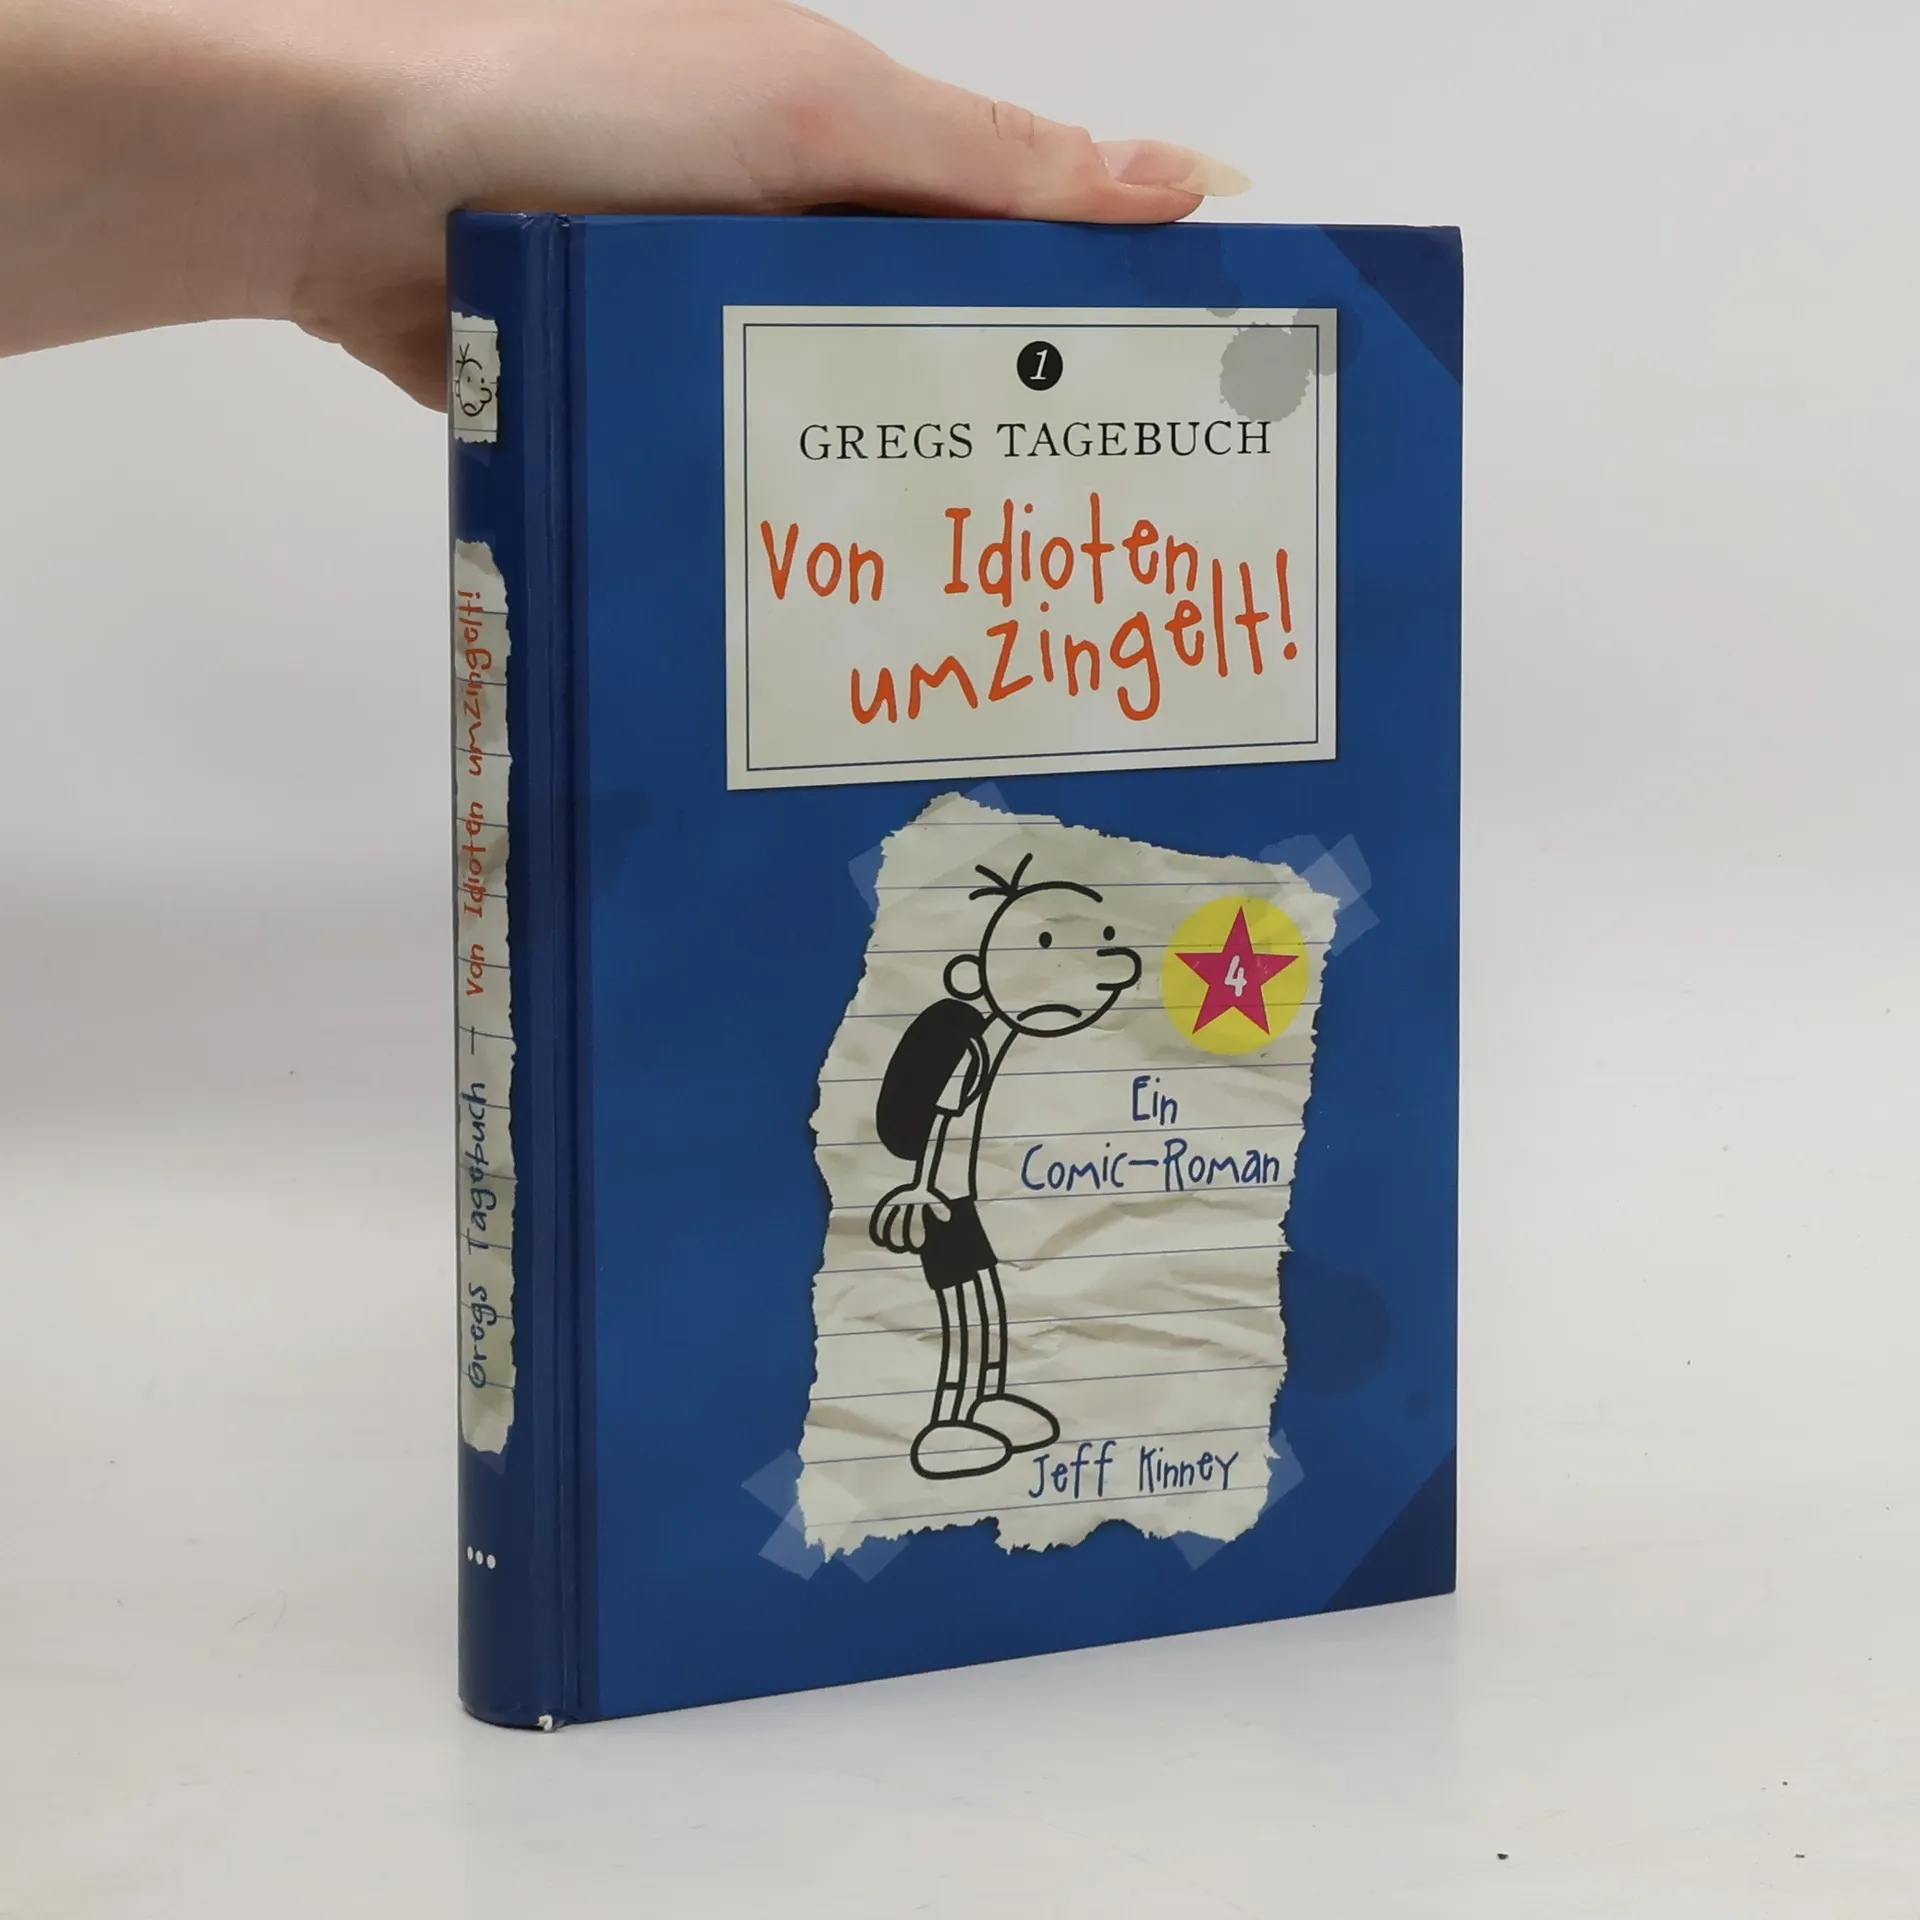 1
GREGS TAGEBUCH
Von Idioten
umzingelt!
4
Ein
Comic-Roman
Jeff Kinney
Gregs Tagebuch – Von Idioten umzingelt!